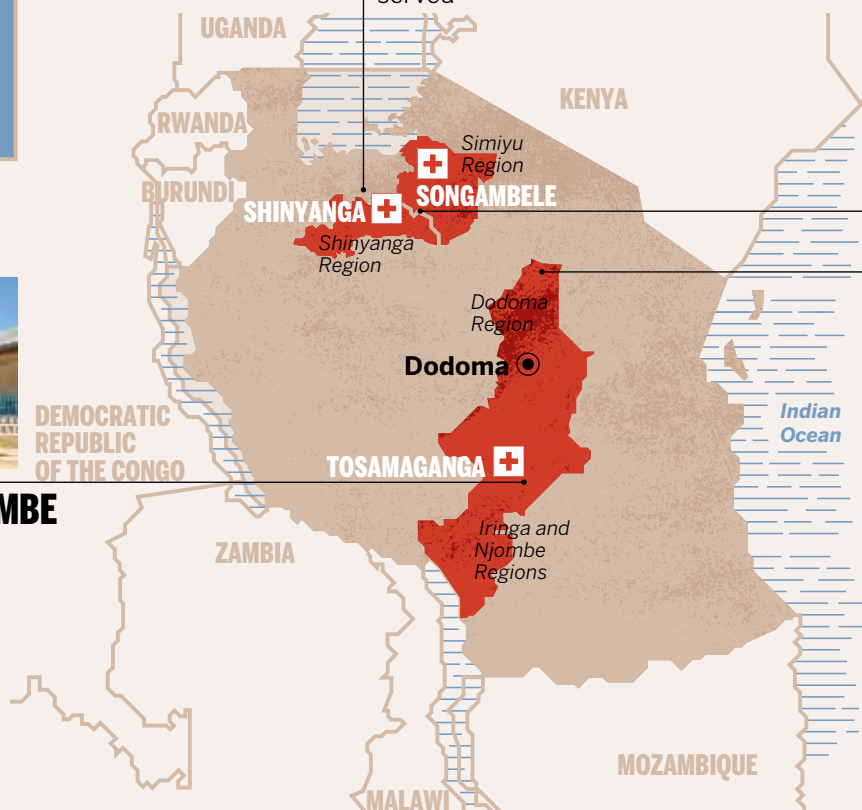 served
UGANDA
KENYA
RWANDA
Simiyu
Region
BURUNDI
SONGAMBELE
SHINYANGA
Shinyanga
Region
Dodoma
Region
Dodoma
DEMOCRATIC
REPUBLIC
OF THE CONGO
Indian
Ocean
TOSAMAGANGA
MBE
Iringa and
Njombe
Regions
ZAMBIA
MOZAMBIQUE
MALAWI